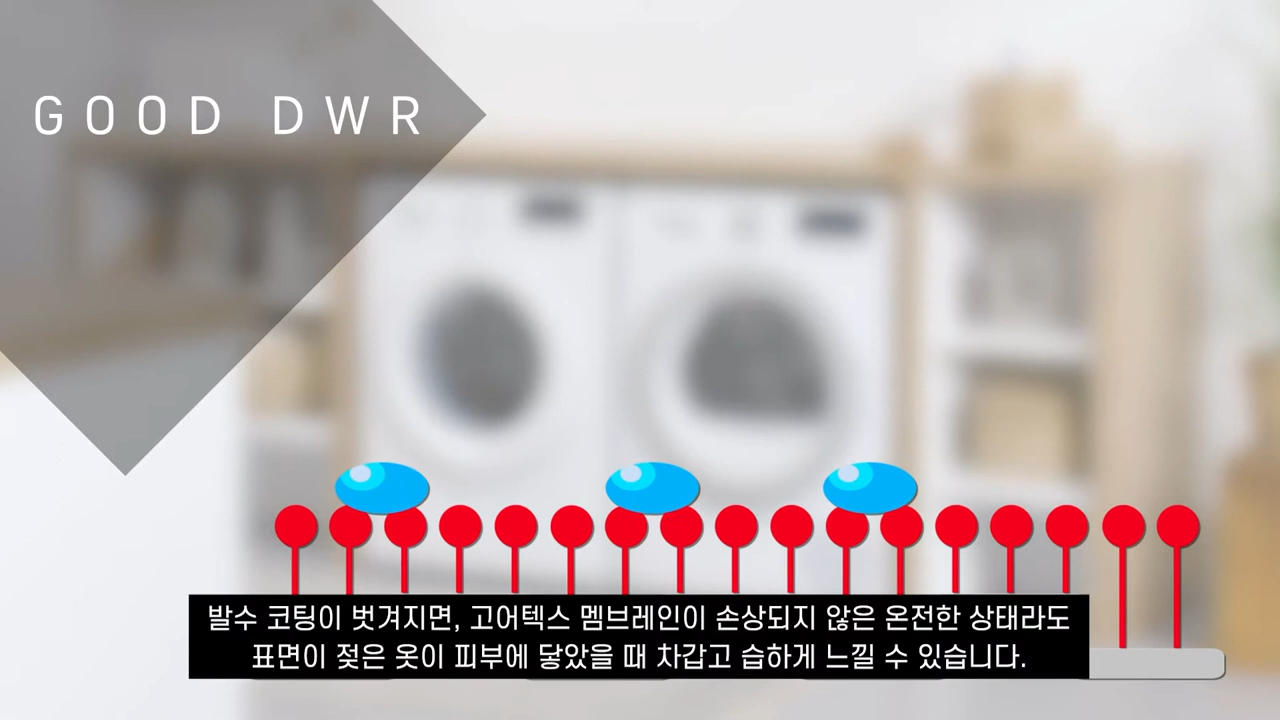 GOOD DWR
발수 코팅이 벗겨지면, 고어텍스 멤브레인이 손상되지 않은 온전한 상태라도
표면이 젖은 옷이 피부에 닿았을 때 차갑고 습하게 느낄 수 있습니다.